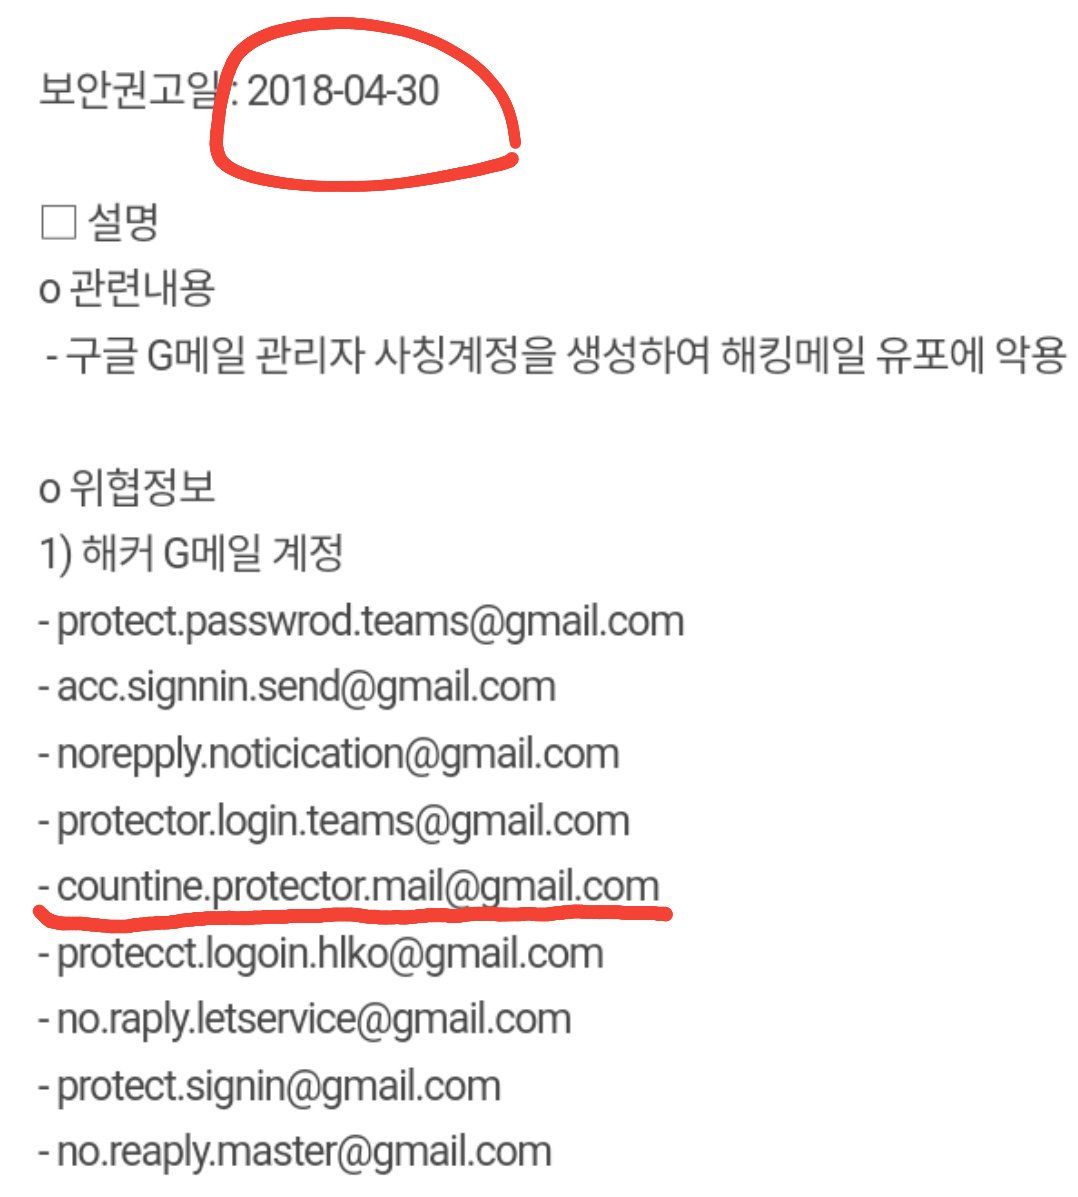 보안권고일 : 2018-04-30
□ 설명
o 관련내용
- 구글 G메일 관리자 사칭계정을 생성하여 해킹메일 유포에 악용
o 위협정보
1) 해커 G메일 계정
- protect.passwrod.teams@gmail.com
- acc.signnin.send@gmail.com
- norepply.noticication@gmail.com
- protector.login.teams@gmail.com
- countine.protector.mail@gmail.com
- protecct.logoin.hlko@gmail.com
- no.raply.letservice@gmail.com
- protect.signin@gmail.com
- no.reaply.master@gmail.com